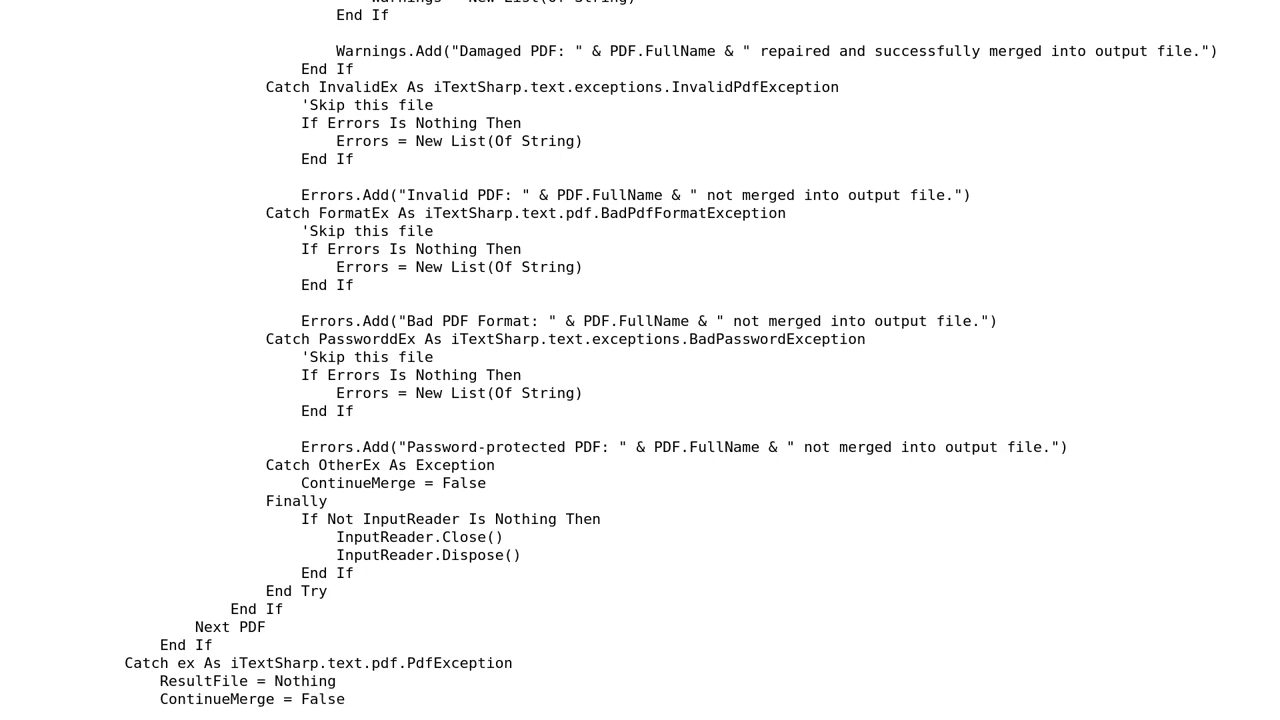 Warnings = New List(Of String)
End If
Warnings.Add("Damaged PDF: " & PDF.FullName & " repaired and successfully merged into output file.")
End If
Catch InvalidEx As iTextSharp.text.exceptions.InvalidPdfException
'Skip this file
If Errors Is Nothing Then
Errors = New List(Of String)
End If
Errors.Add("Invalid PDF: " & PDF.FullName & " not merged into output file.")
Catch FormatEx As iTextSharp.text.pdf.BadPdfFormatException
'Skip this file
If Errors Is Nothing Then
Errors = New List(Of String)
End If
Errors.Add("Bad PDF Format: " & PDF.FullName & " not merged into output file.")
Catch PassworddEx As iTextSharp.text.exceptions.BadPasswordException
'Skip this file
If Errors Is Nothing Then
Errors = New List(Of String)
End If
Errors.Add("Password-protected PDF: " & PDF.FullName & " not merged into output file.")
Catch OtherEx As Exception
ContinueMerge = False
Finally
If Not InputReader Is Nothing Then
InputReader.Close()
InputReader.Dispose()
End If
End Try
End If
Next PDF
End If
Catch ex As iTextSharp.text.pdf.PdfException
ResultFile = Nothing
ContinueMerge = False